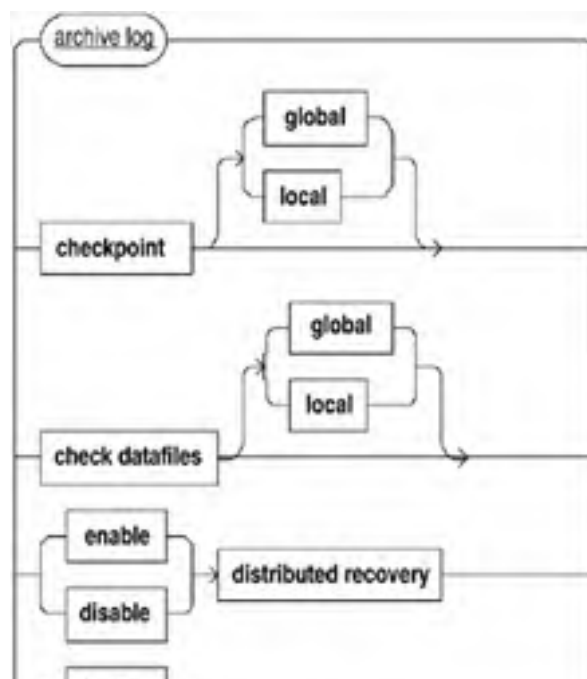 archive log
global
local
checkpoint
global
local
check datafiles
enable
distributed recovery
disable